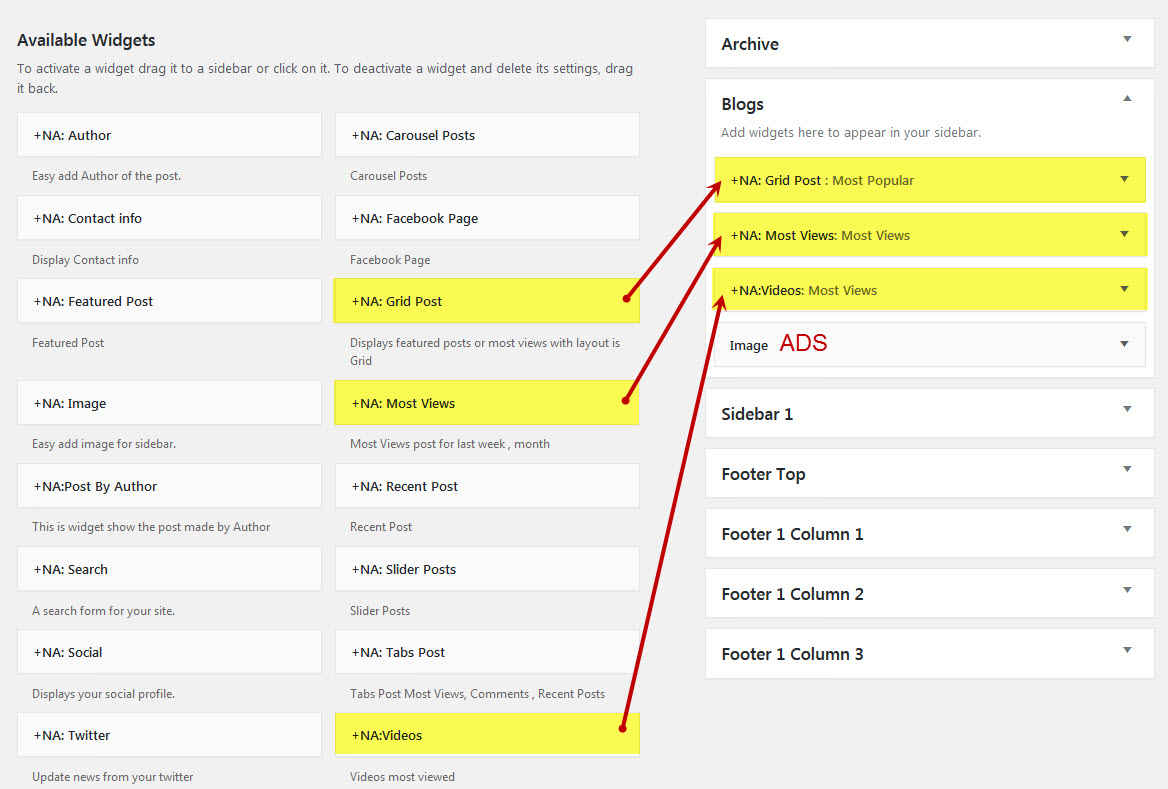 Available Widgets
To activate a widget drag it to a sidebar or click on it. To deactivate a widget and delete its settings, drag
it back.
+NA: Author
Easy add Author of the post.
+NA: Carousel Posts
Carousel Posts
+NA: Contact info
Display Contact info
+NA: Facebook Page
Facebook Page
+NA: Featured Post
Featured Post
+NA: Grid Post
Displays featured posts or most views with layout is
Grid
+NA: Image
Easy add image for sidebar.
+NA: Most Views
Most Views post for last week , month
+NA:Post By Author
This is widget show the post made by Author
+NA: Recent Post
Recent Post
+NA: Search
A search form for your site.
+NA: Slider Posts
Slider Posts
+NA: Social
Displays your social profile.
+NA: Tabs Post
Tabs Post Most Views, Comments , Recent Posts
+NA: Twitter
Update news from your twitter
+NA:Videos
Videos most viewed
Archive
Blogs
Add widgets here to appear in your sidebar.
+NA: Grid Post : Most Popular
+NA: Most Views: Most Views
+NA:Videos: Most Views
Image ADS
Sidebar 1
Footer Top
Footer 1 Column 1
Footer 1 Column 2
Footer 1 Column 3